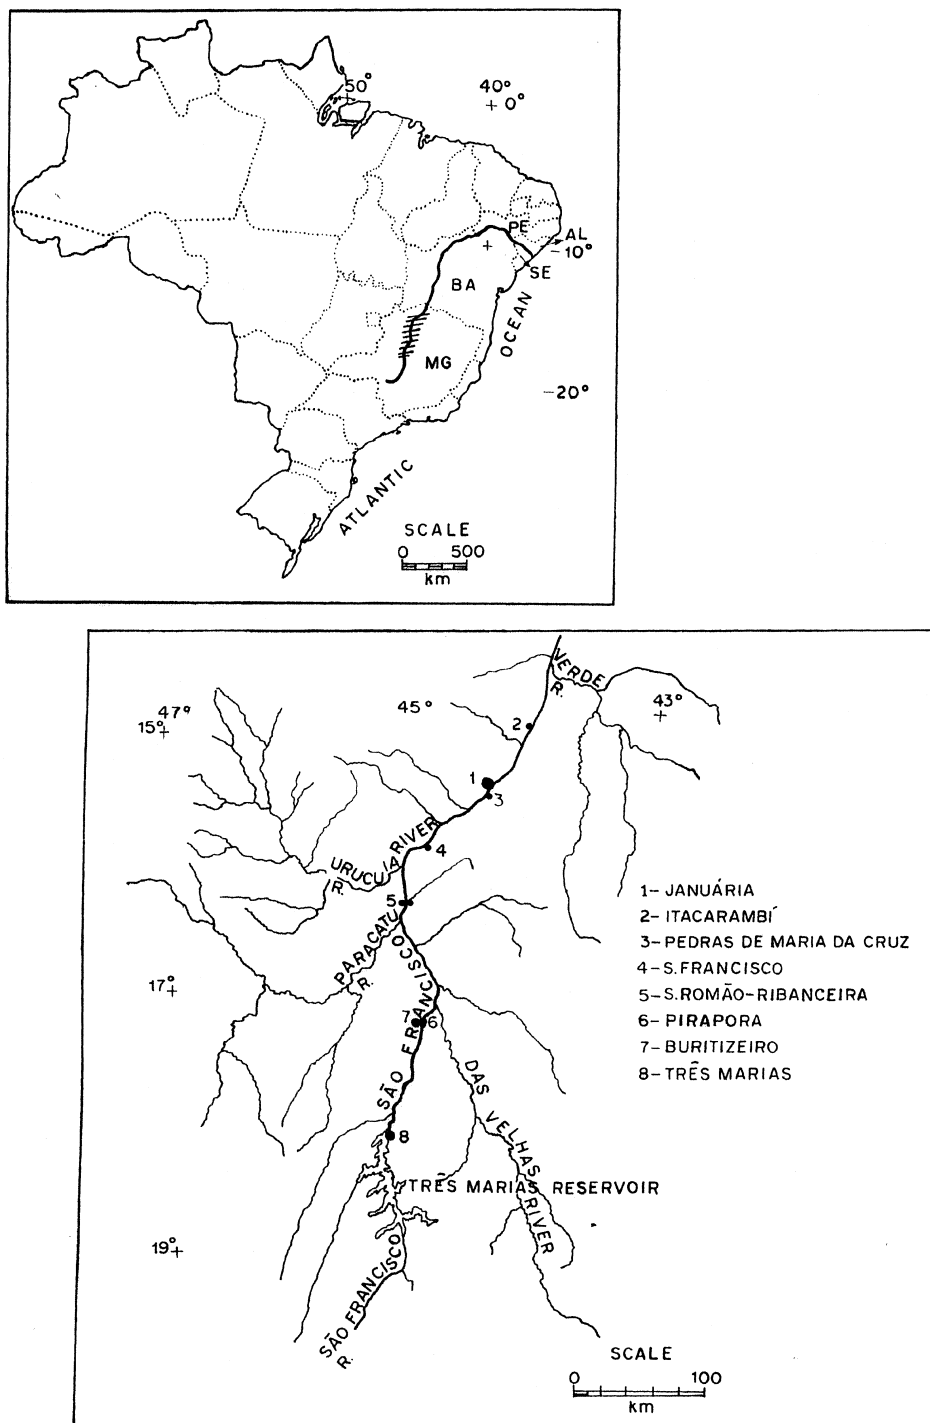 50°
40°
0°
PE
AL
10°
SE
BA
OCEAN
MG
20°
ATLANTIC
SCALE
0 500
km
VERDE
R.
47°
45°
43°
15°
2
1
3
URUCUIA RIVER
R.
4
5
PARACATU
R.
1- JANUÁRIA
2- ITACARAMBÍ
3- PEDRAS DE MARIA DA CRUZ
4- S.FRANCISCO
5- S.ROMÃO-RIBANCEIRA
6- PIRAPORA
7- BURITIZEIRO
8- TRÊS MARIAS
17°
7 6
SÃO FRANCISCO
DAS VELHAS RIVER
8
TRÊS MARIAS RESERVOIR
19°
SÃO FRANCISCO
R.
SCALE
0 100
km